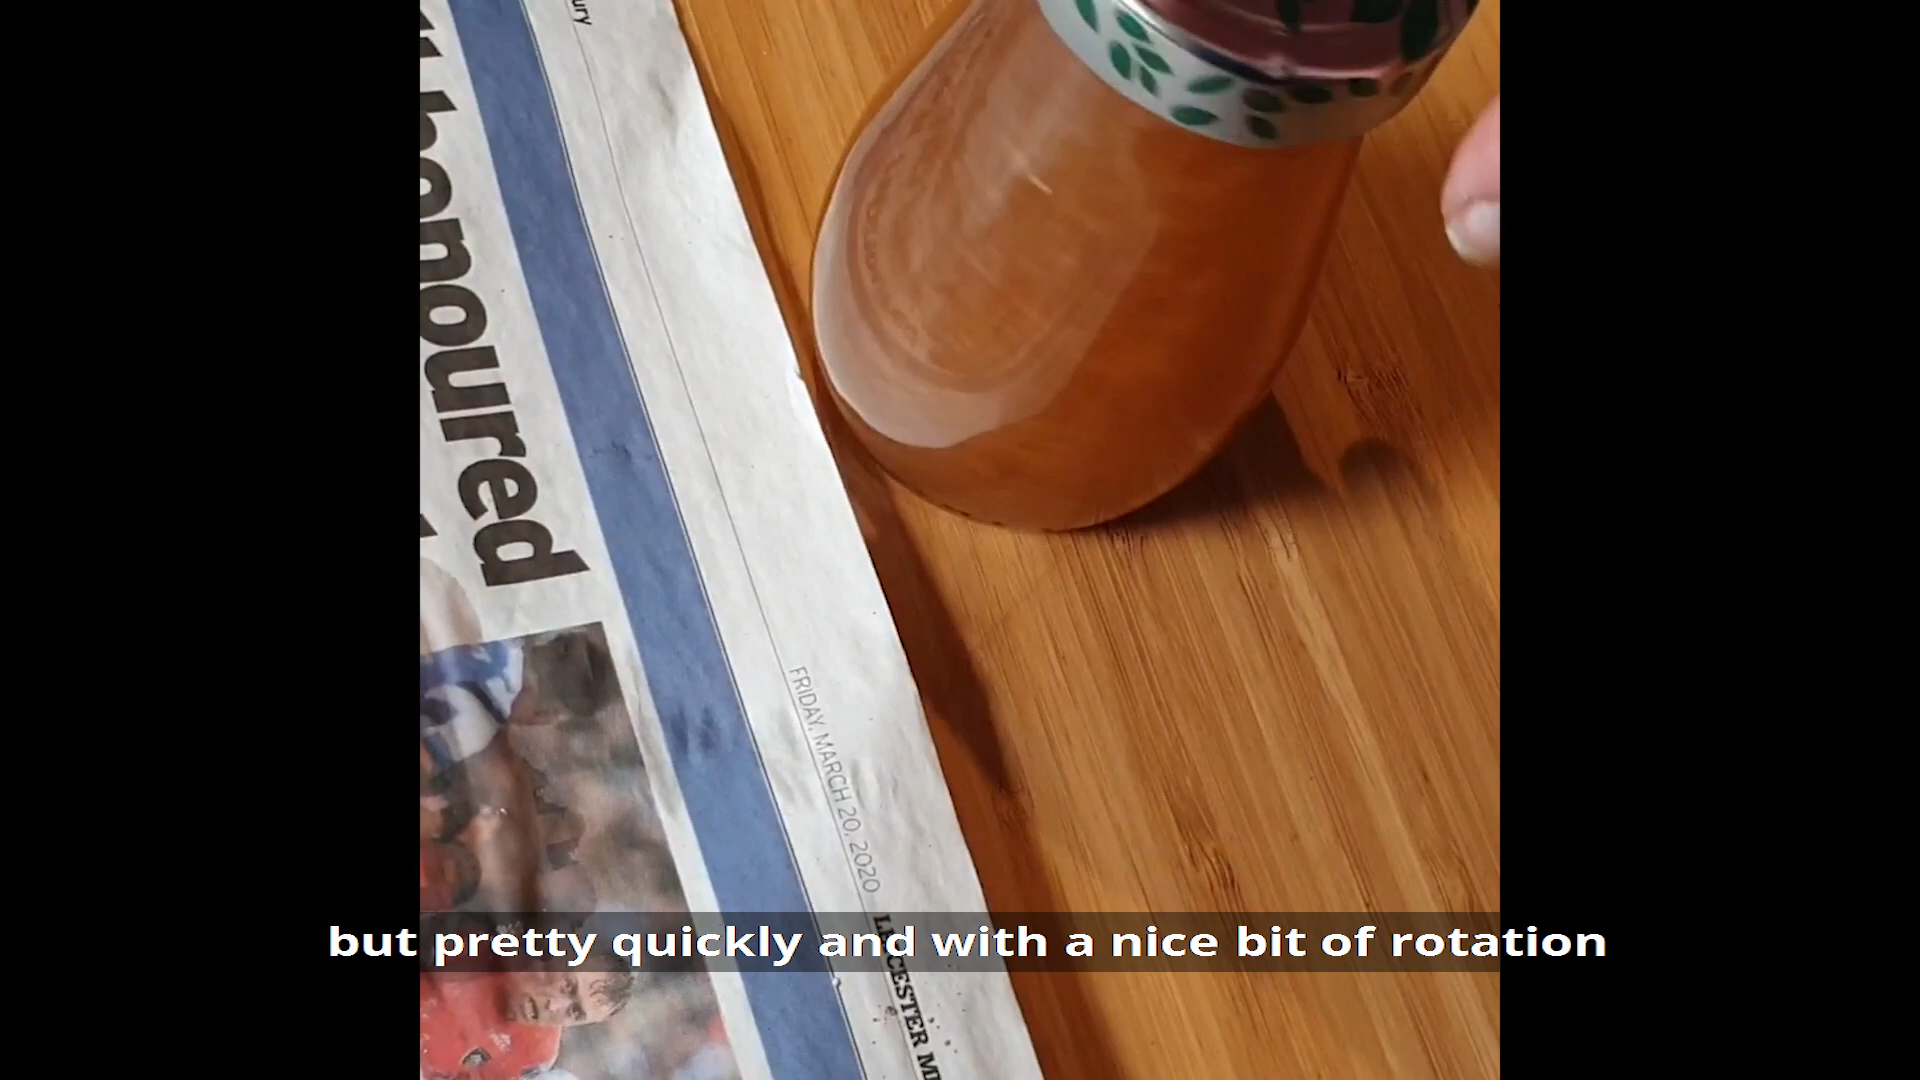 honoured
FRIDAY, MARCH 20, 2020
but pretty quickly and with a nice bit of rotation